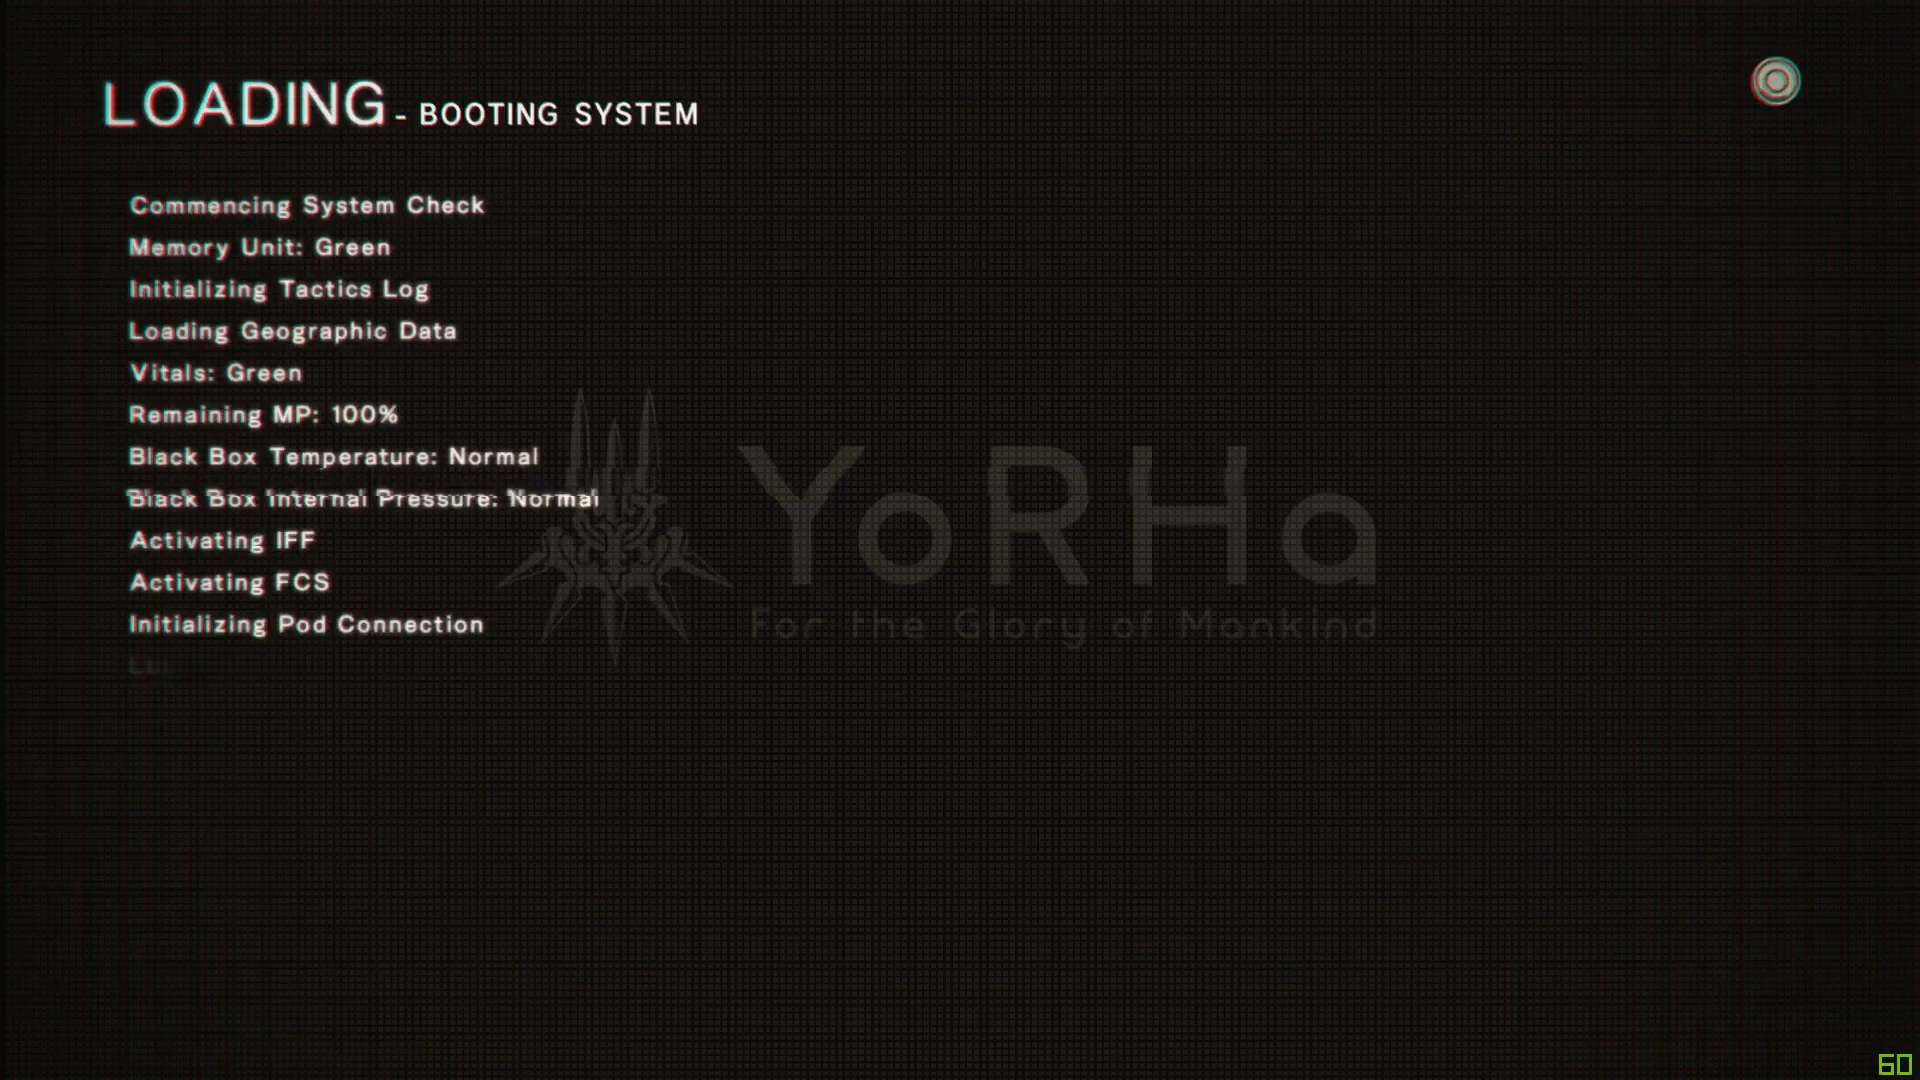 LOADING - BOOTING SYSTEM
Commencing System Check
Memory Unit: Green
Initializing Tactics Log
Loading Geographic Data
Vitals: Green
Remaining MP: 100%
Black Box Temperature: Normal
Black Box Internal Pressure: Normal
Activating IFF
Activating FCS
Initializing Pod Connection
YoRHa
For the Glory of Mankind
60